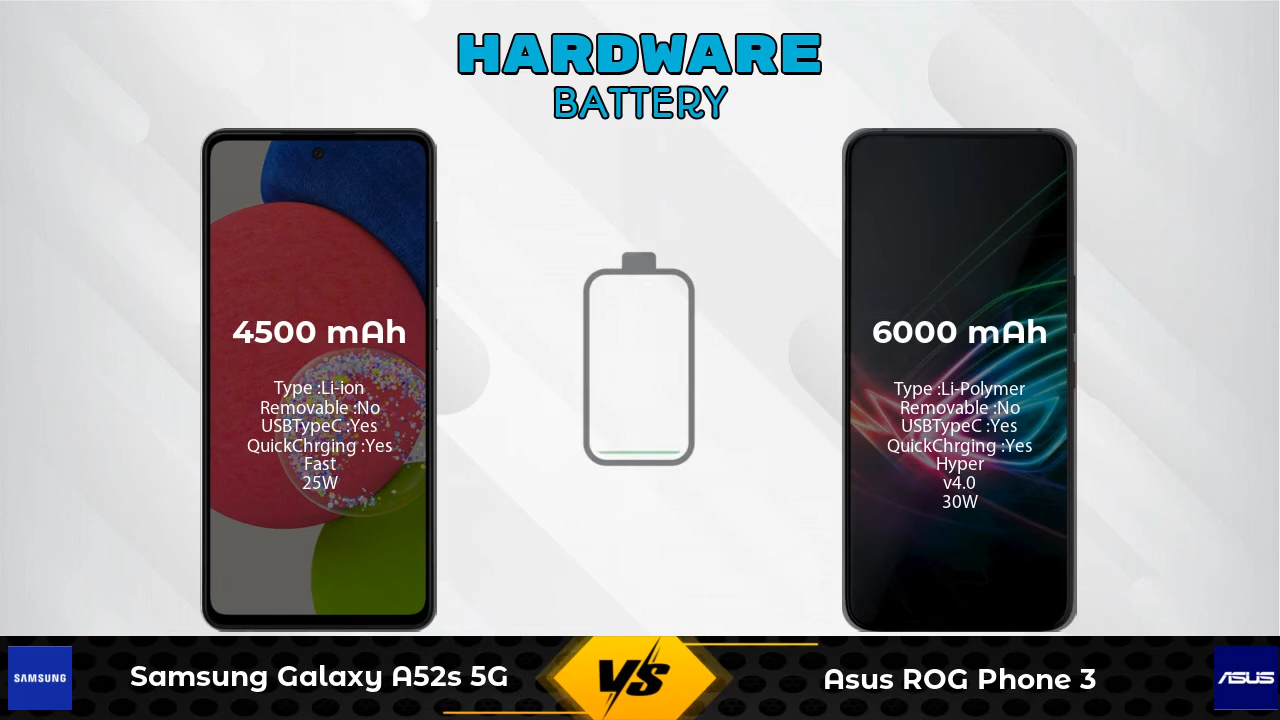 HARDWARE
BATTERY
4500 mAh
Type :Li-ion
Removable :No
USBTypeC :Yes
QuickChrging :Yes
Fast
25W
6000 mAh
Type :Li-Polymer
Removable :No
USBTypeC :Yes
QuickChrging :Yes
Hyper
v4.0
30W
SAMSUNG
Samsung Galaxy A52s 5G
VS
Asus ROG Phone 3
ASUS